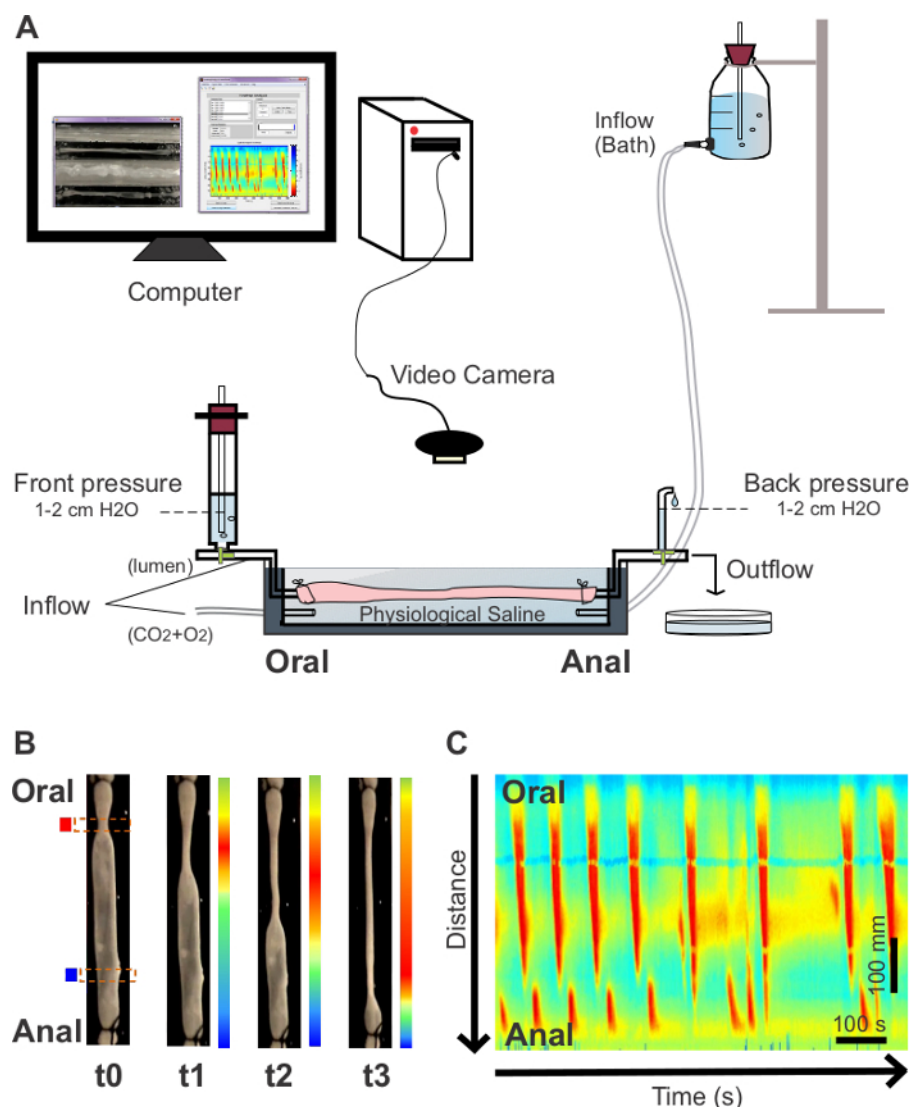 A
Inflow
(Bath)
Computer
Video Camera
Front pressure
1-2 cm H2O
Back pressure
1-2 cm H2O
(lumen)
Inflow
(CO2+O2)
Physiological Saline
Outflow
Oral
Anal
B
Oral
Anal
t0
t1
t2
t3
C
Oral
Distance
100 mm
Anal
100 s
Time (s)